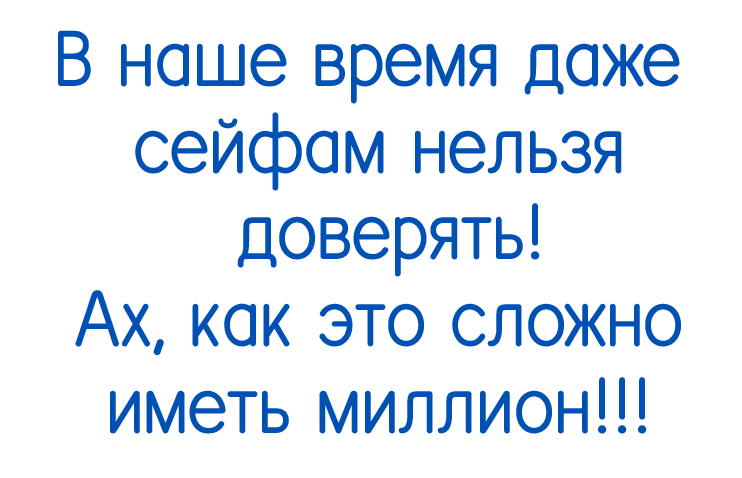 В наше время даже
сейфам нельзя
доверять!
Ах, как это сложно
иметь миллион!!!